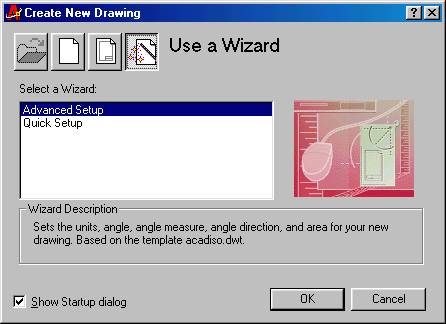 Create New Drawing
Use a Wizard
Select a Wizard:
Advanced Setup
Quick Setup
Wizard Description
Sets the units, angle, angle measure, angle direction, and area for your new
drawing. Based on the template acadiso.dwt.
Show Startup dialog
OK
Cancel